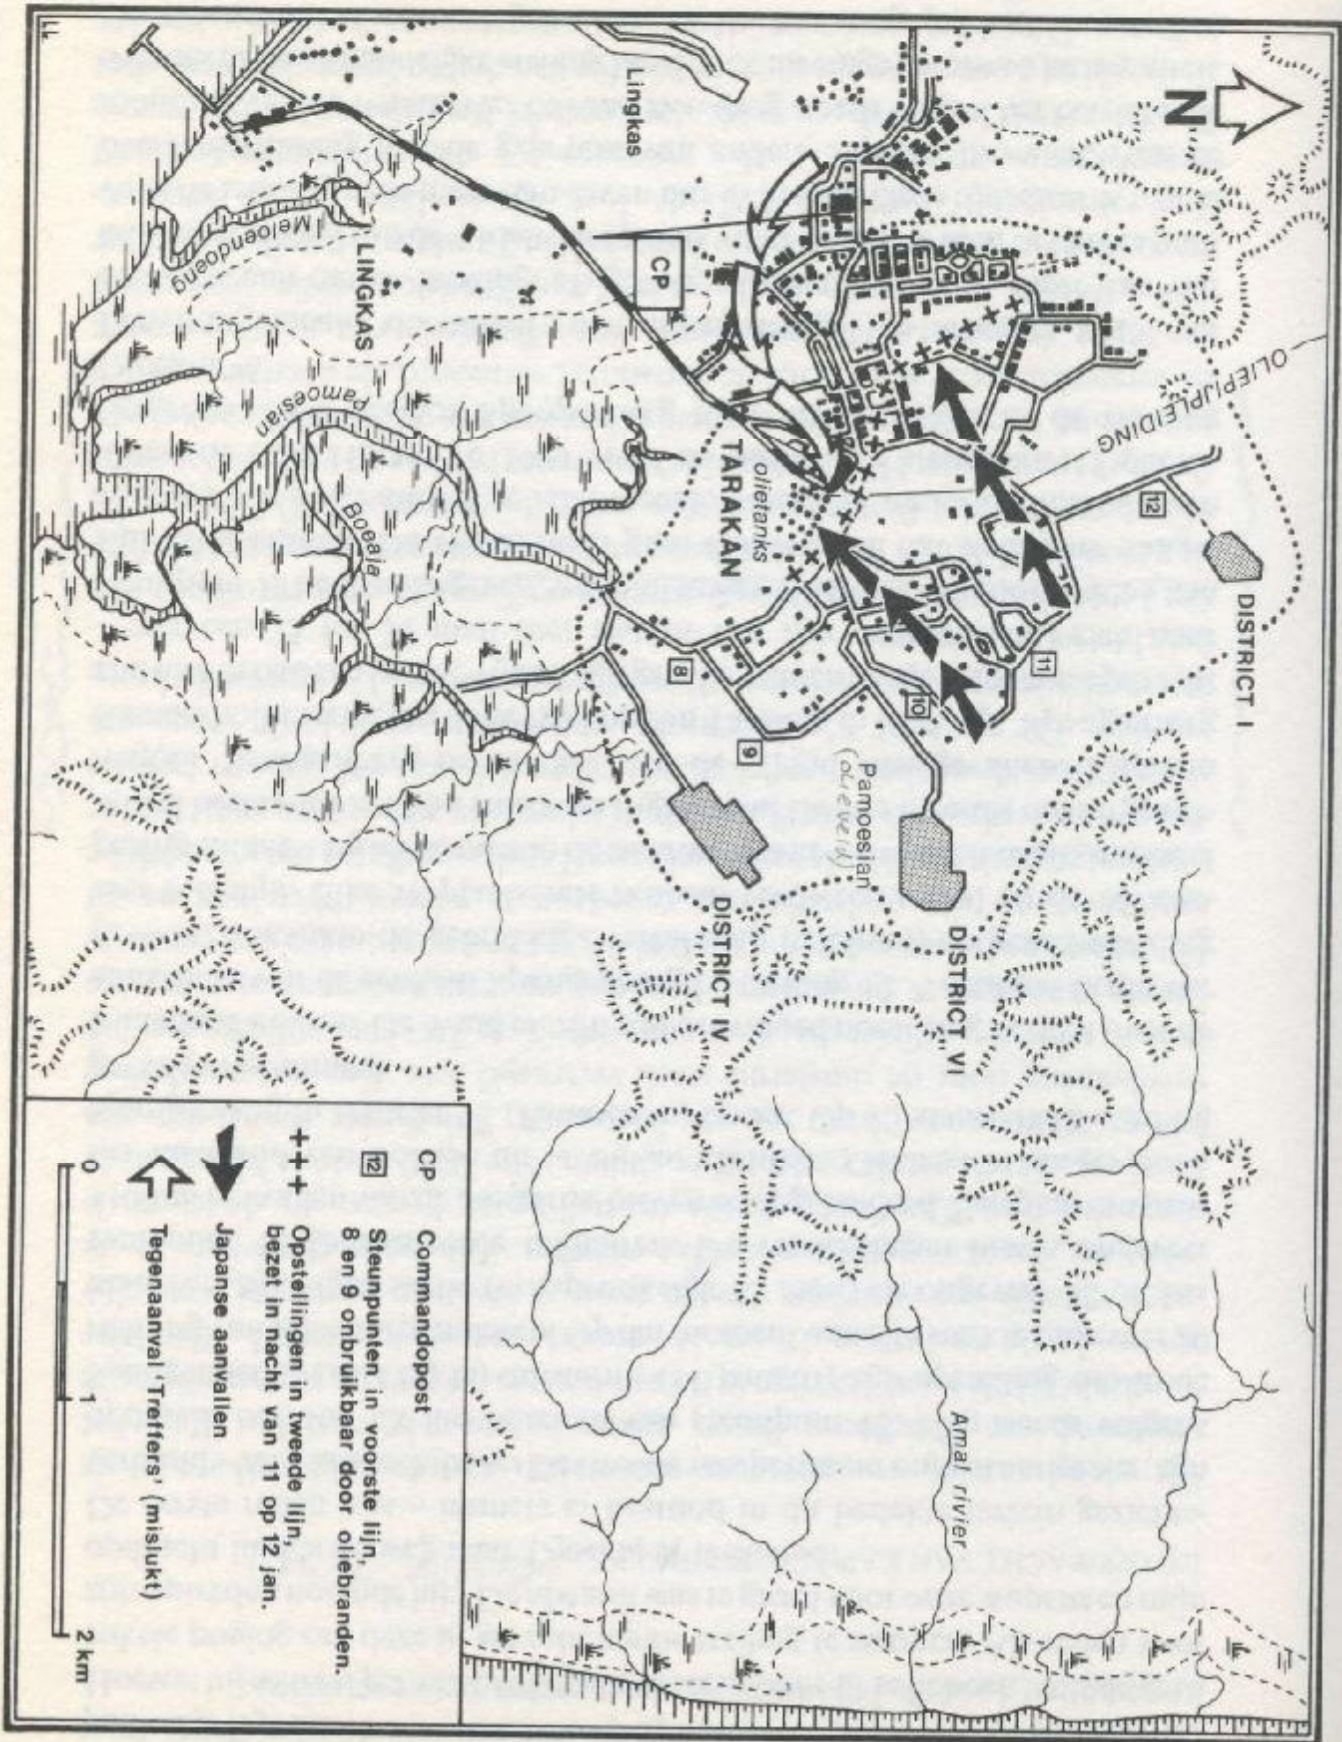 N
OLIEPIJPLEIDING
12
DISTRICT I
11
10
Pamoesian
DISTRICT VI
Amal rivier
Lingkas
CP
olietanks
TARAKAN
8
9
DISTRICT IV
LINGKAS
Meloendoeng
Pamoesian
Boenja
CP Commandopost
12 Steunpunten in voorste lijn,
8 en 9 onbruikbaar door oliebranden
+++ Opstellingen in tweede lijn,
bezet in nacht van 11 op 12 jan.
Japanse aanvallen
Tegenaanval Treffers' (mislukt)
0 1 2 km